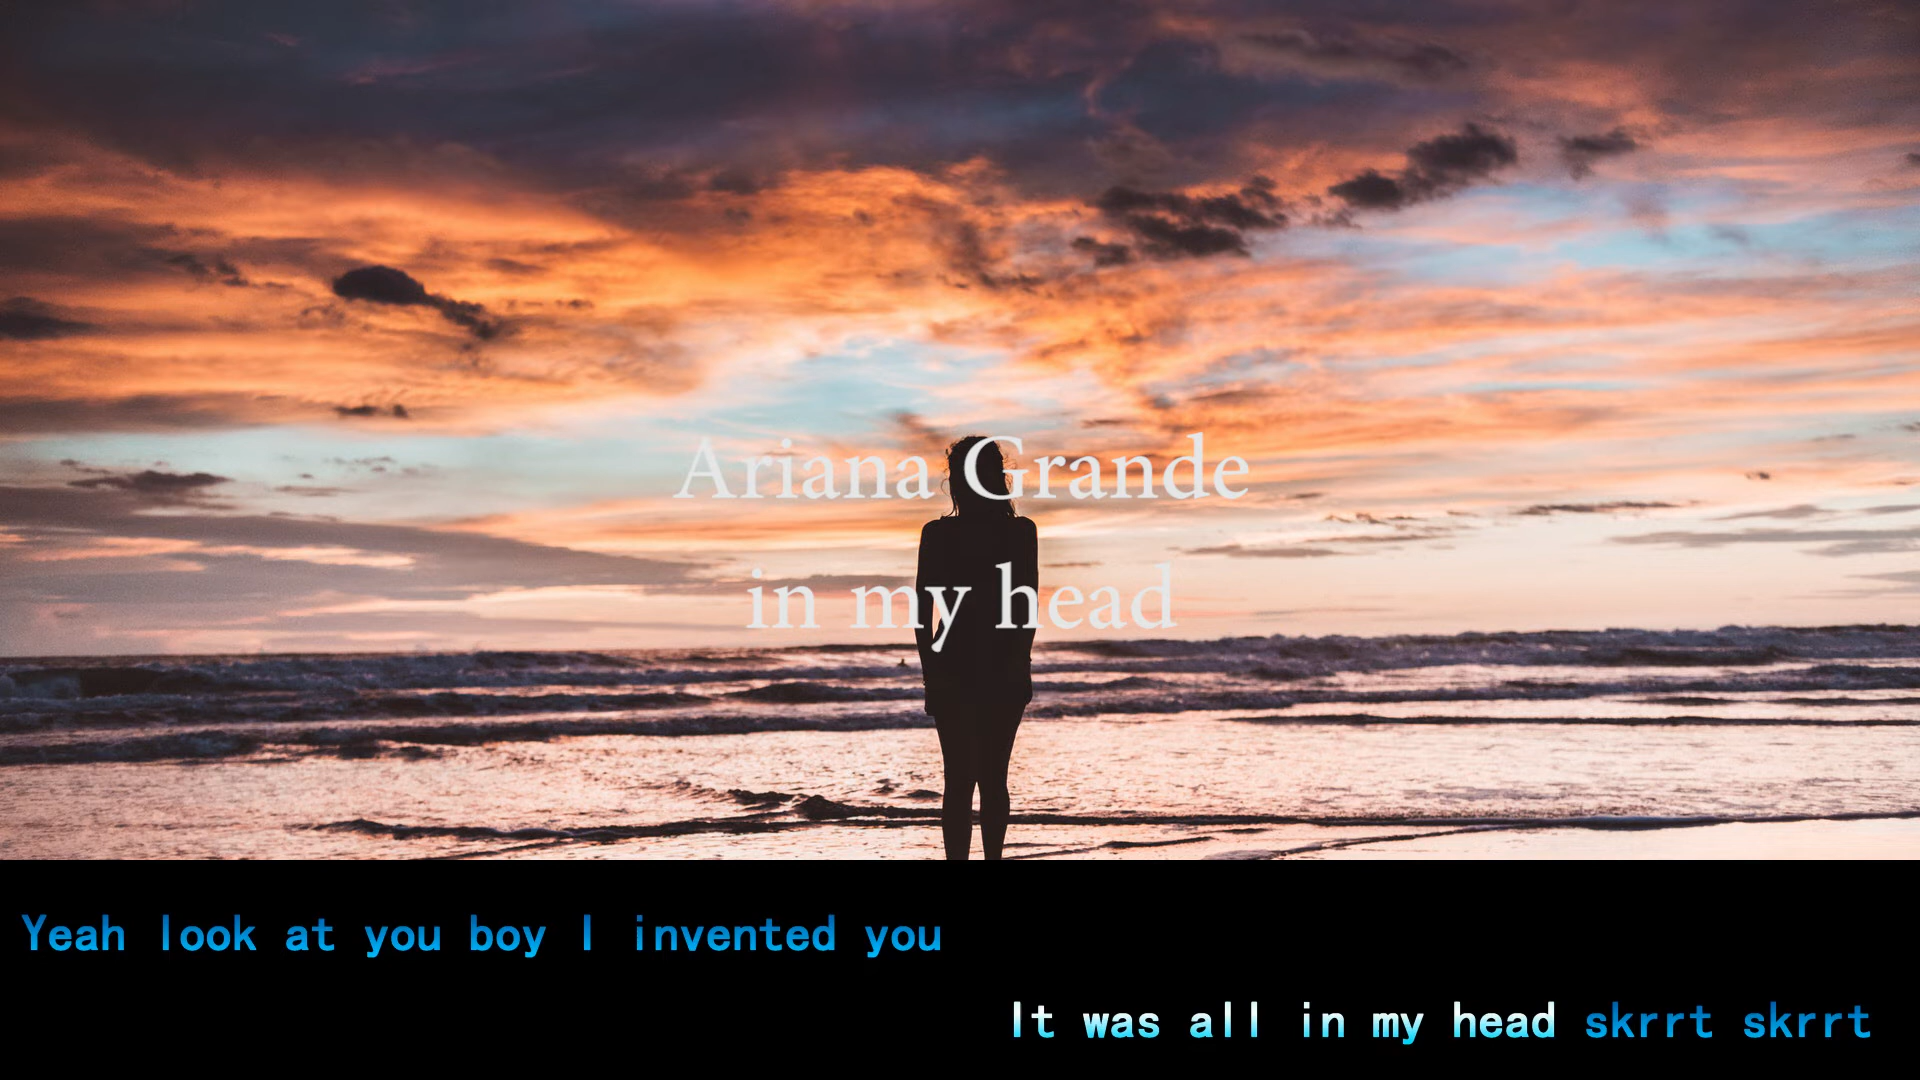 Ariana Grande
in my head
Yeah look at you boy I invented you
It was all in my head skrrt skrrt